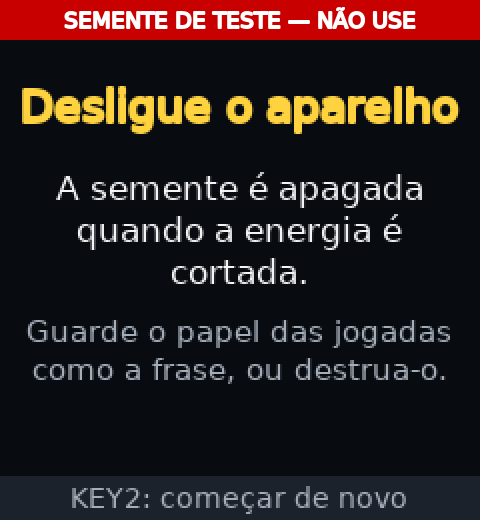 SEMENTE DE TESTE — NÃO USE
Desligue o aparelho
A semente é apagada
quando a energia é
cortada.
Guarde o papel das jogadas
como a frase, ou destrua-o.
KEY2: começar de novo